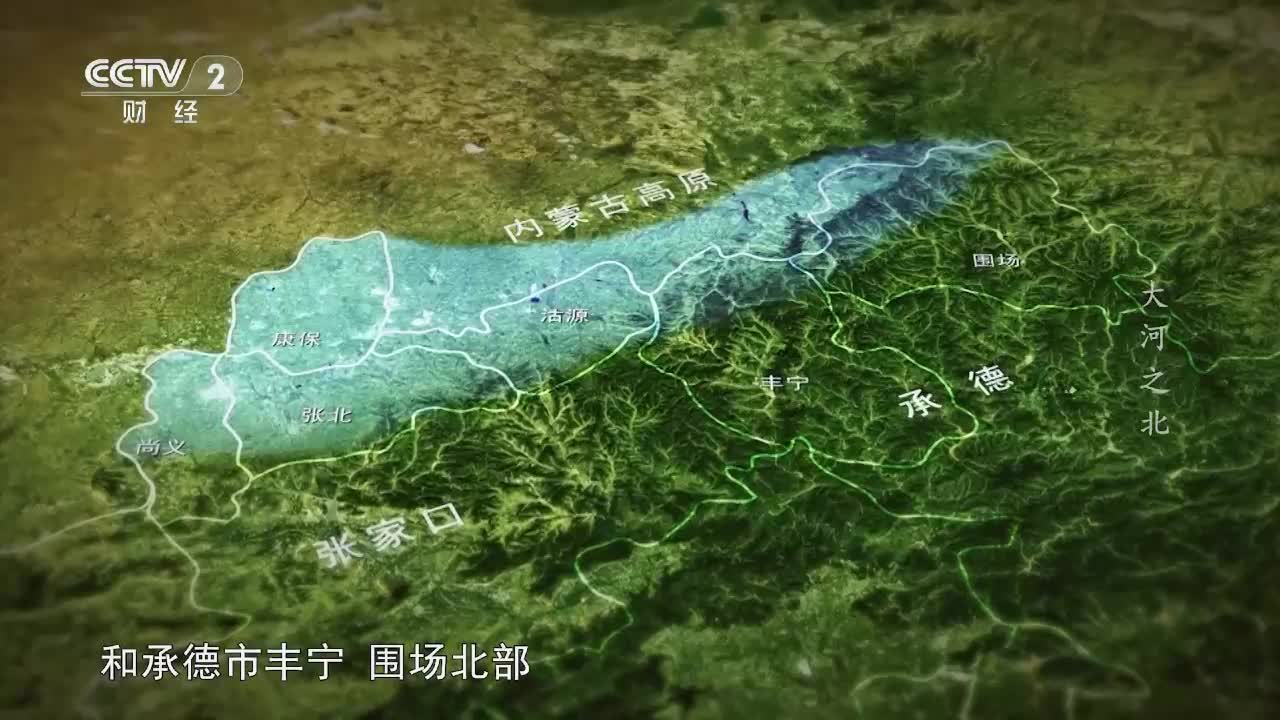 CCTV 2
财 经
内蒙古高原
围场
大河之北
沽源
康保
丰宁
承德
张北
尚义
张家口
和承德市丰宁 围场北部